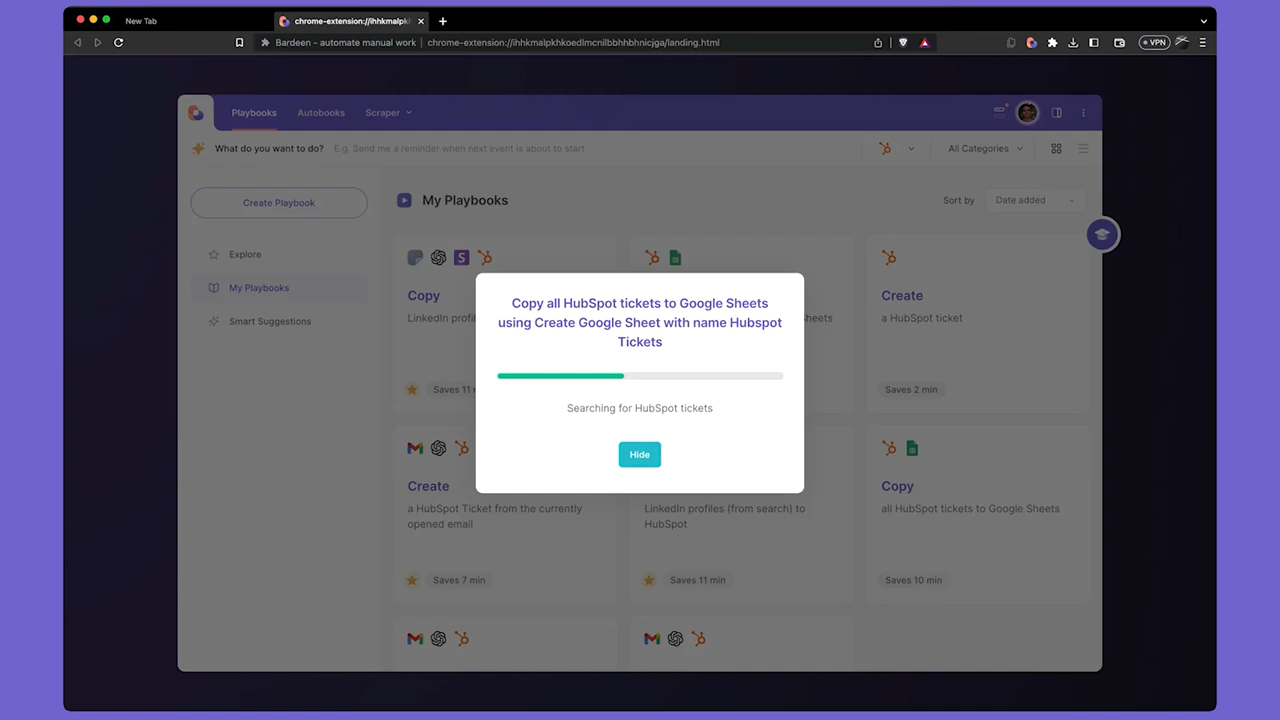 New Tab
chrome-extension://ihhkmalpkh
Bardeen - automate manual work
chrome-extension://ihhkmalpkhkoedlmcnilbbhhbhnicjga/landing.html
VPN
Playbooks
Autobooks
Scraper
What do you want to do?
E.g. Send me a reminder when next event is about to start
All Categories
Create Playbook
Explore
My Playbooks
Smart Suggestions
My Playbooks
Sort by
Date added
Copy
LinkedIn profil
Saves 11 m
Sheets
Create
a HubSpot ticket
Saves 2 min
Copy all HubSpot tickets to Google Sheets
using Create Google Sheet with name Hubspot
Tickets
Searching for HubSpot tickets
Hide
Create
a HubSpot Ticket from the currently
opened email
Saves 7 min
LinkedIn profiles (from search) to
HubSpot
Saves 11 min
Copy
all HubSpot tickets to Google Sheets
Saves 10 min